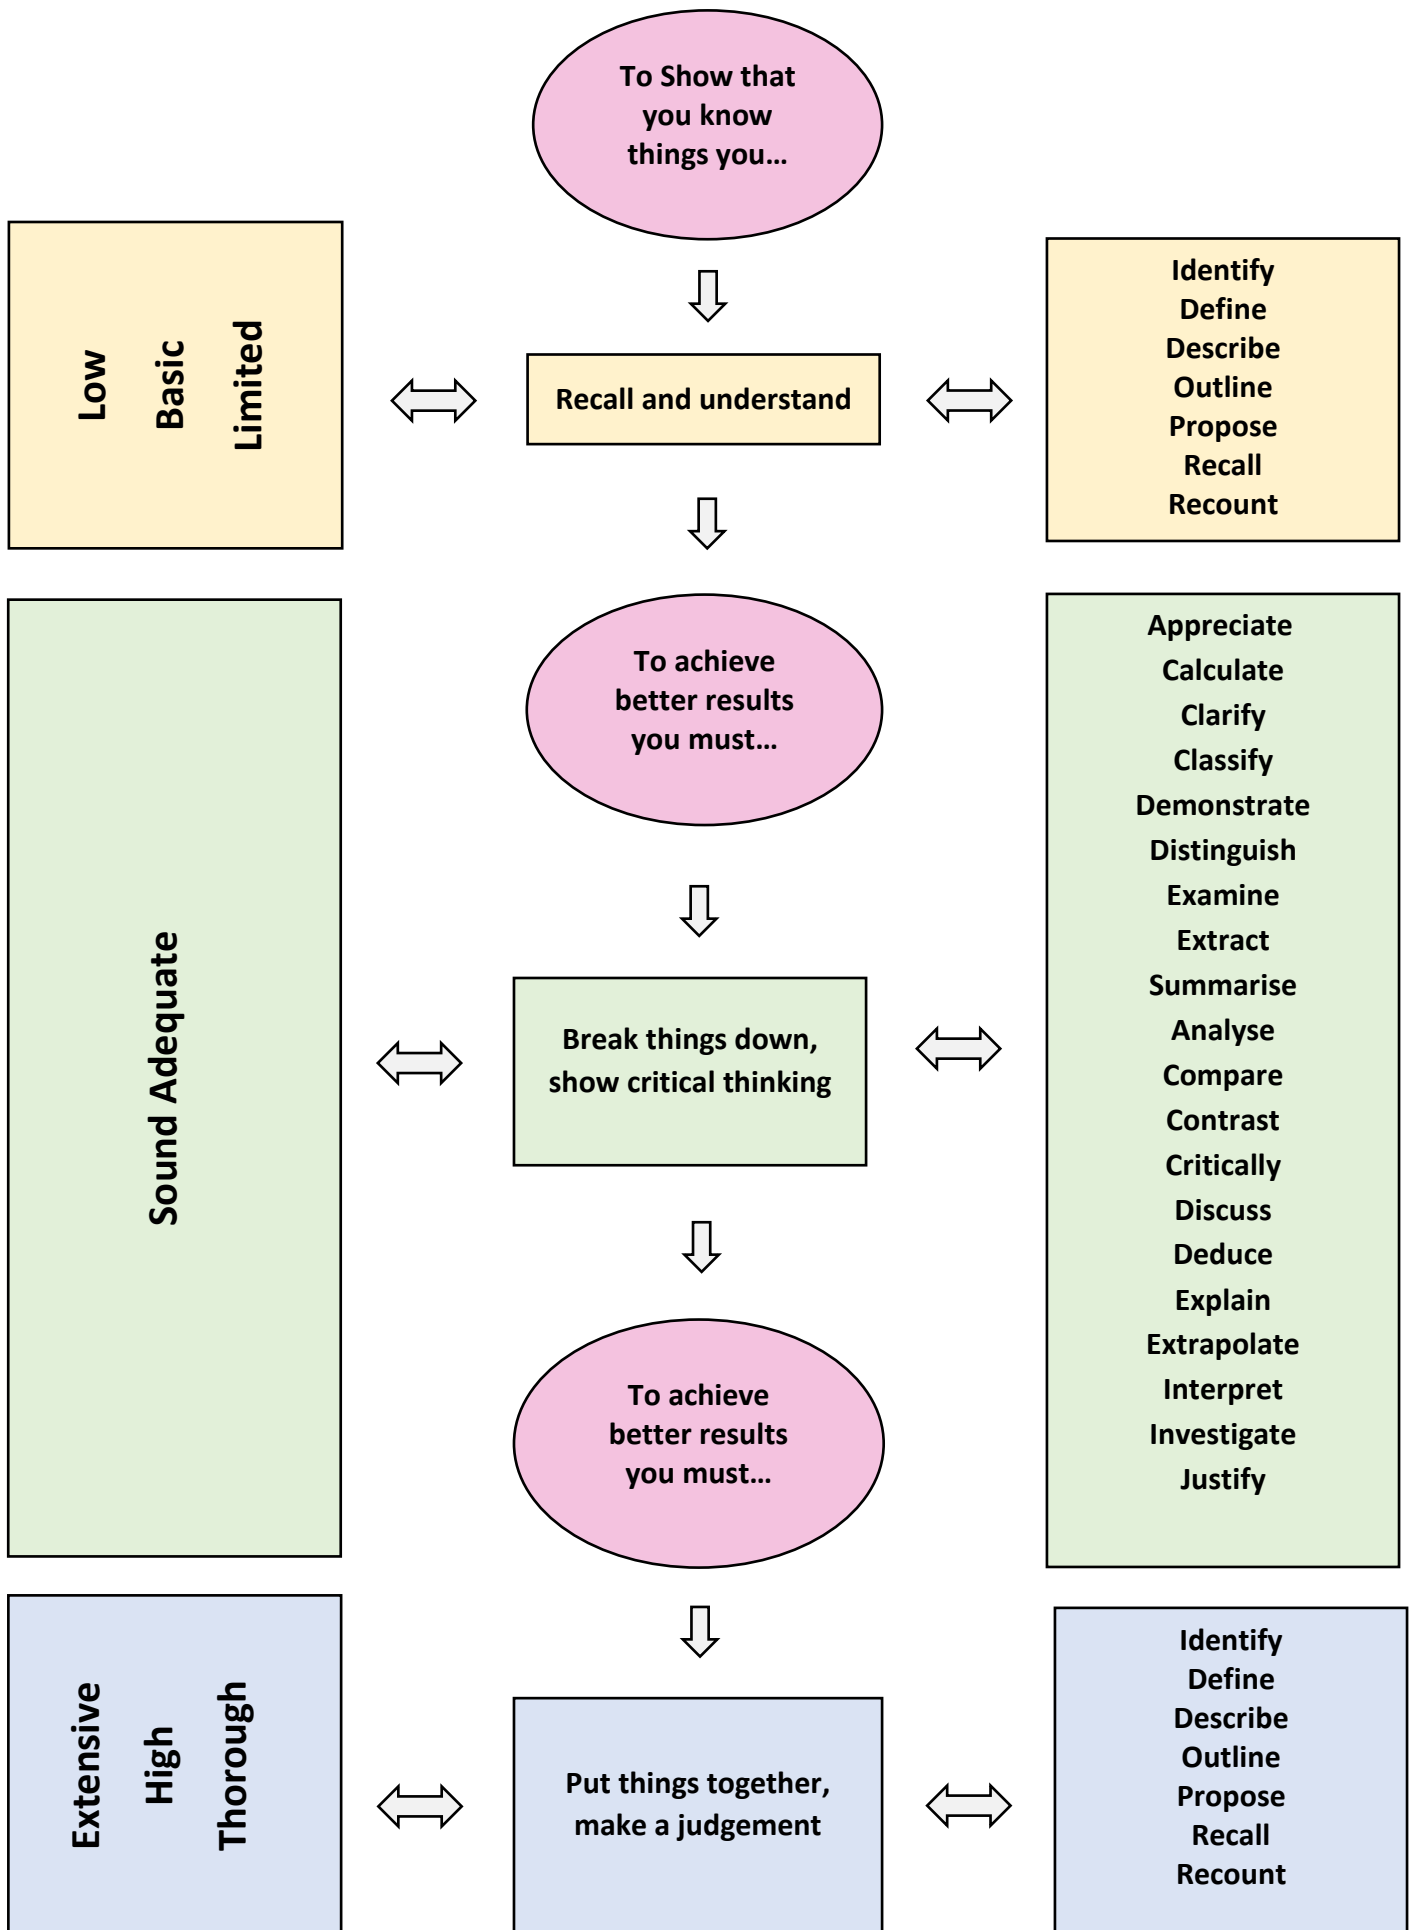 To Show that
you know
things you…
Low
Basic
Limited
Recall and understand
Identify
Define
Describe
Outline
Propose
Recall
Recount
To achieve
better results
you must…
Sound Adequate
Break things down,
show critical thinking
Appreciate
Calculate
Clarify
Classify
Demonstrate
Distinguish
Examine
Extract
Summarise
Analyse
Compare
Contrast
Critically
Discuss
Deduce
Explain
Extrapolate
Interpret
Investigate
Justify
To achieve
better results
you must…
Extensive
High
Thorough
Put things together,
make a judgement
Identify
Define
Describe
Outline
Propose
Recall
Recount